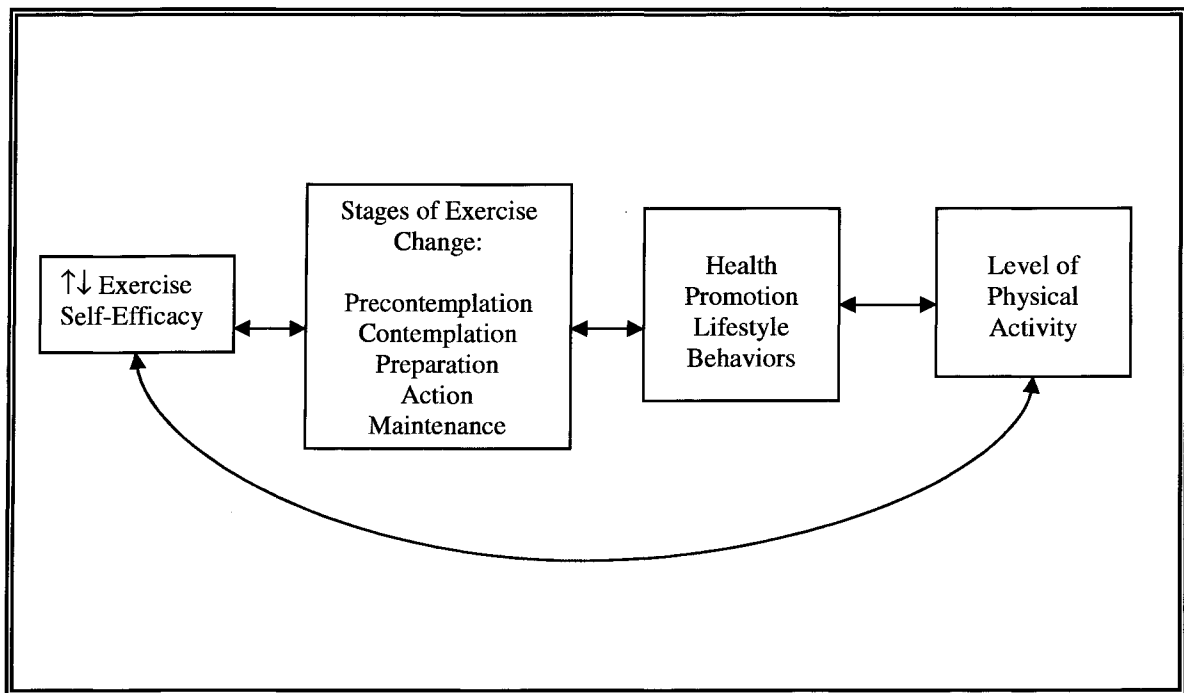 ↑↓ Exercise
Self-Efficacy
Stages of Exercise
Change:
Precontemplation
Contemplation
Preparation
Action
Maintenance
Health
Promotion
Lifestyle
Behaviors
Level of
Physical
Activity